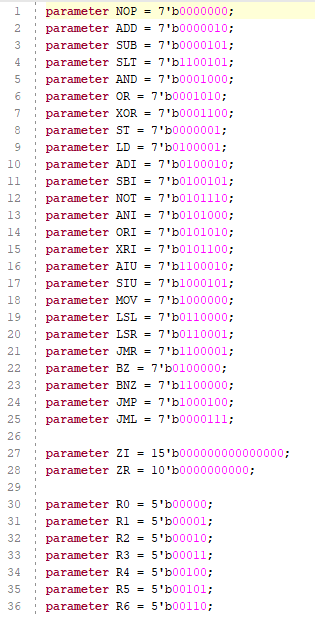 1 parameter NOP = 7'b0000000;
2 parameter ADD = 7'b0000010;
3 parameter SUB = 7'b0000101;
4 parameter SLT = 7'b1100101;
5 parameter AND = 7'b0001000;
6 parameter OR = 7'b0001010;
7 parameter XOR = 7'b0001100;
8 parameter ST = 7'b0000001;
9 parameter LD = 7'b0100001;
10 parameter ADI = 7'b0100010;
11 parameter SBI = 7'b0100101;
12 parameter NOT = 7'b0101110;
13 parameter ANI = 7'b0101000;
14 parameter ORI = 7'b0101010;
15 parameter XRI = 7'b0101100;
16 parameter AIU = 7'b1100010;
17 parameter SIU = 7'b1000101;
18 parameter MOV = 7'b1000000;
19 parameter LSL = 7'b0110000;
20 parameter LSR = 7'b0110001;
21 parameter JMR = 7'b1100001;
22 parameter BZ = 7'b0100000;
23 parameter BNZ = 7'b1100000;
24 parameter JMP = 7'b1000100;
25 parameter JML = 7'b0000111;
26
27 parameter ZI = 15'b000000000000000;
28 parameter ZR = 10'b0000000000;
29
30 parameter R0 = 5'b00000;
31 parameter R1 = 5'b00001;
32 parameter R2 = 5'b00010;
33 parameter R3 = 5'b00011;
34 parameter R4 = 5'b00100;
35 parameter R5 = 5'b00101;
36 parameter R6 = 5'b00110;